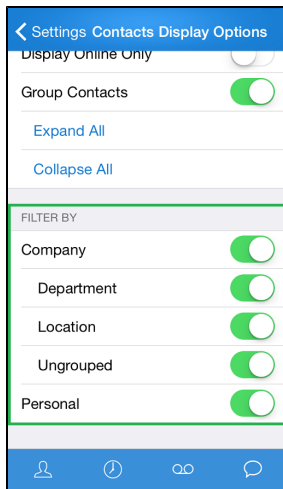 Settings Contacts Display Options
Display Online Only
Group Contacts
Expand All
Collapse All
FILTER BY
Company
Department
Location
Ungrouped
Personal